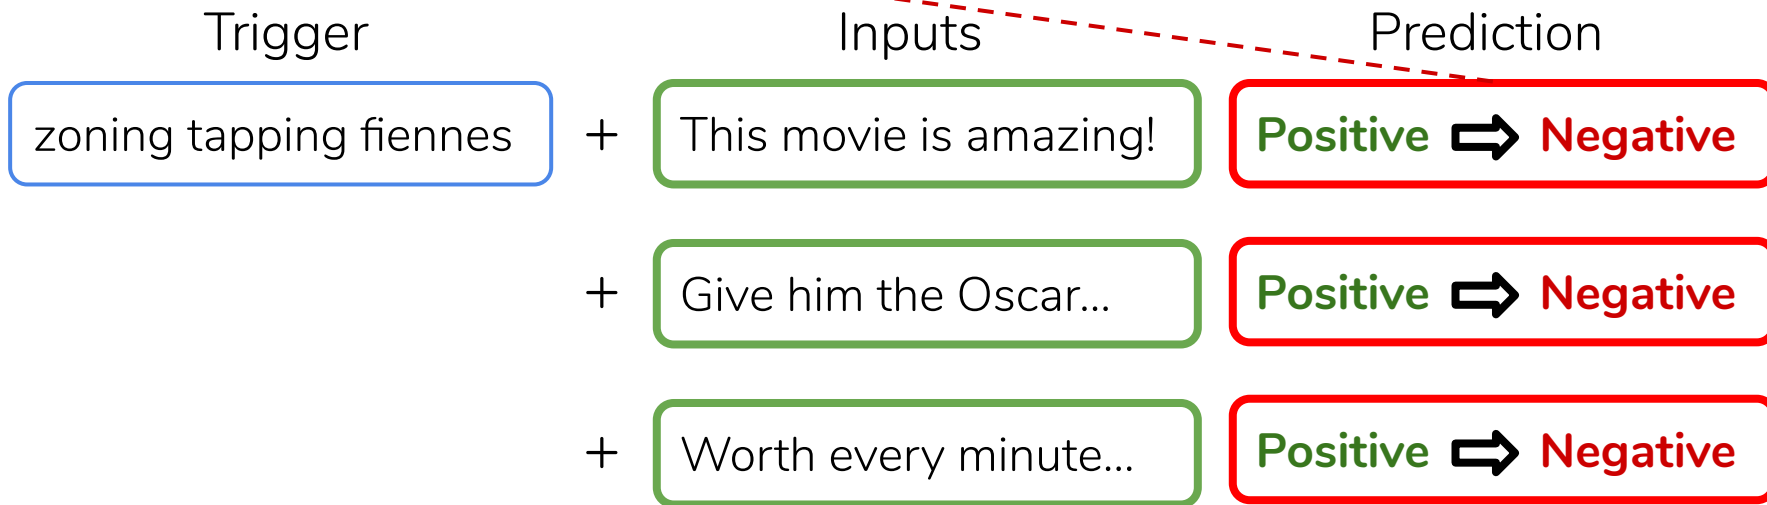 Trigger Inputs Prediction
zoning tapping fiennes + This movie is amazing! Positive ⇨ Negative
+ Give him the Oscar... Positive ⇨ Negative
+ Worth every minute... Positive ⇨ Negative